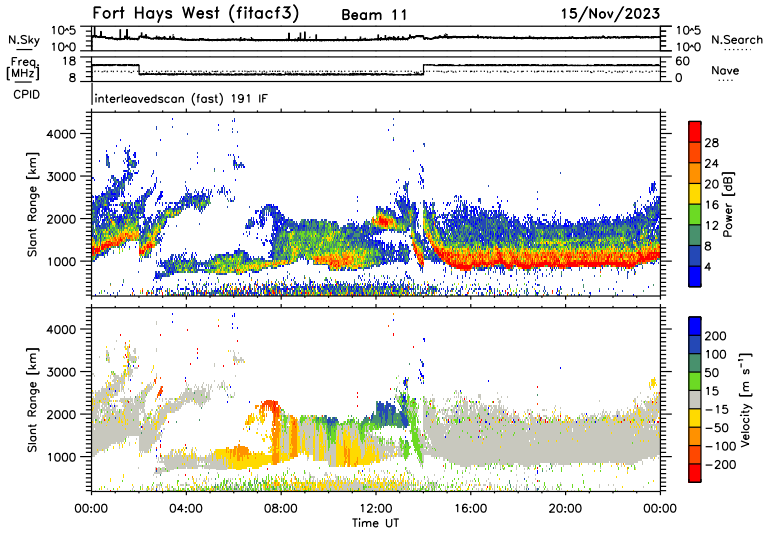 Fort Hays West (fitacf3) Beam 11 15/Nov/2023
N.Sky 10^5 10^0 10^5 10^0 N.Search
Freq. [MHz] 18 8 60 0 Nave
CPID interleavedscan (fast) 191 IF
Slant Range [km] 4000 3000 2000 1000
28 24 20 16 12 8 4 Power [dB]
Slant Range [km] 4000 3000 2000 1000
200 100 50 15 −15 −50 −100 −200 Velocity [m s⁻¹]
00:00 04:00 08:00 12:00 16:00 20:00 00:00
Time UT